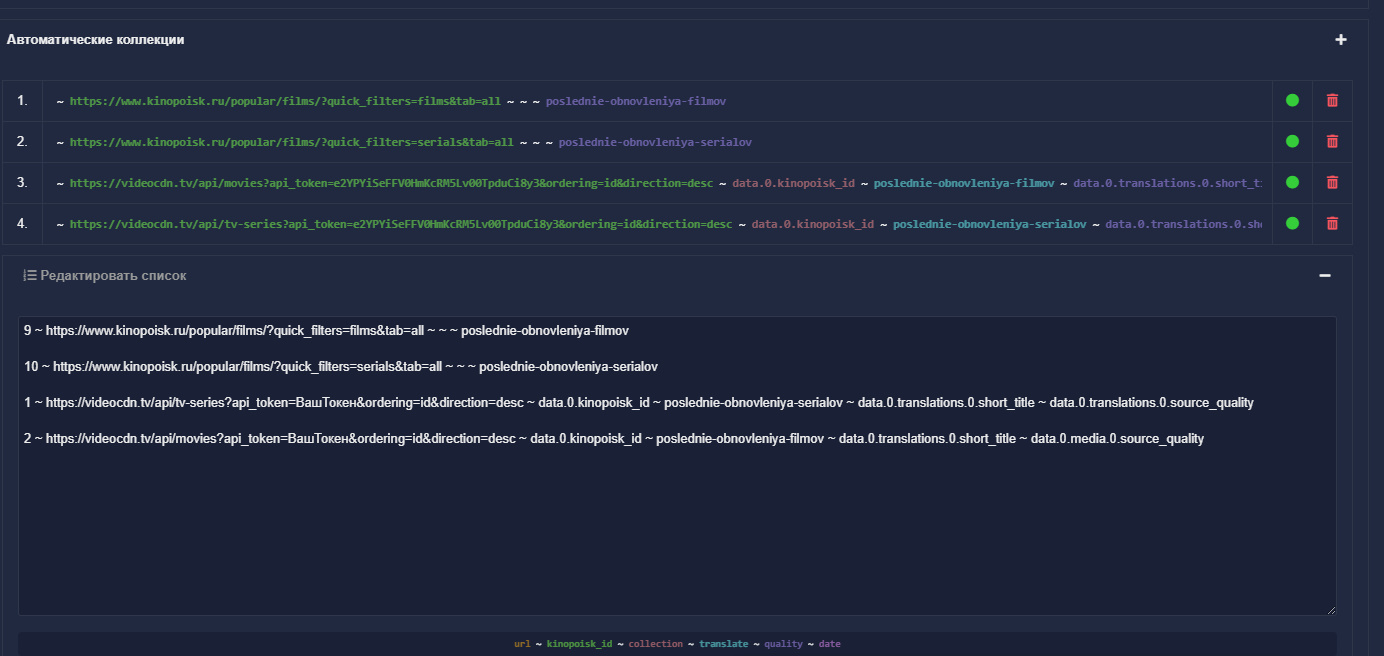 Автоматические коллекции
1. ~ https://www.kinopoisk.ru/popular/films/?quick_filters=films&tab=all ~ ~ ~ poslednie-obnovleniya-filmov
2. ~ https://www.kinopoisk.ru/popular/films/?quick_filters=serials&tab=all ~ ~ ~ poslednie-obnovleniya-serialov
3. ~ https://videocdn.tv/api/movies?api_token=e2YPYiSeFFV0HmKcRM5Lv00TpduCi8y3&ordering=id&direction=desc ~ data.0.kinopoisk_id ~ poslednie-obnovleniya-filmov ~ data.0.translations.0.short_ti
4. ~ https://videocdn.tv/api/tv-series?api_token=e2YPYiSeFFV0HmKcRM5Lv00TpduCi8y3&ordering=id&direction=desc ~ data.0.kinopoisk_id ~ poslednie-obnovleniya-serialov ~ data.0.translations.0.sho
Редактировать список
9 ~ https://www.kinopoisk.ru/popular/films/?quick_filters=films&tab=all ~ ~ ~ poslednie-obnovleniya-filmov
10 ~ https://www.kinopoisk.ru/popular/films/?quick_filters=serials&tab=all ~ ~ ~ poslednie-obnovleniya-serialov
1 ~ https://videocdn.tv/api/tv-series?api_token=ВашТокен&ordering=id&direction=desc ~ data.0.kinopoisk_id ~ poslednie-obnovleniya-serialov ~ data.0.translations.0.short_title ~ data.0.translations.0.source_quality
2 ~ https://videocdn.tv/api/movies?api_token=ВашТокен&ordering=id&direction=desc ~ data.0.kinopoisk_id ~ poslednie-obnovleniya-filmov ~ data.0.translations.0.short_title ~ data.0.media.0.source_quality
url ~ kinopoisk_id ~ collection ~ translate ~ quality ~ date